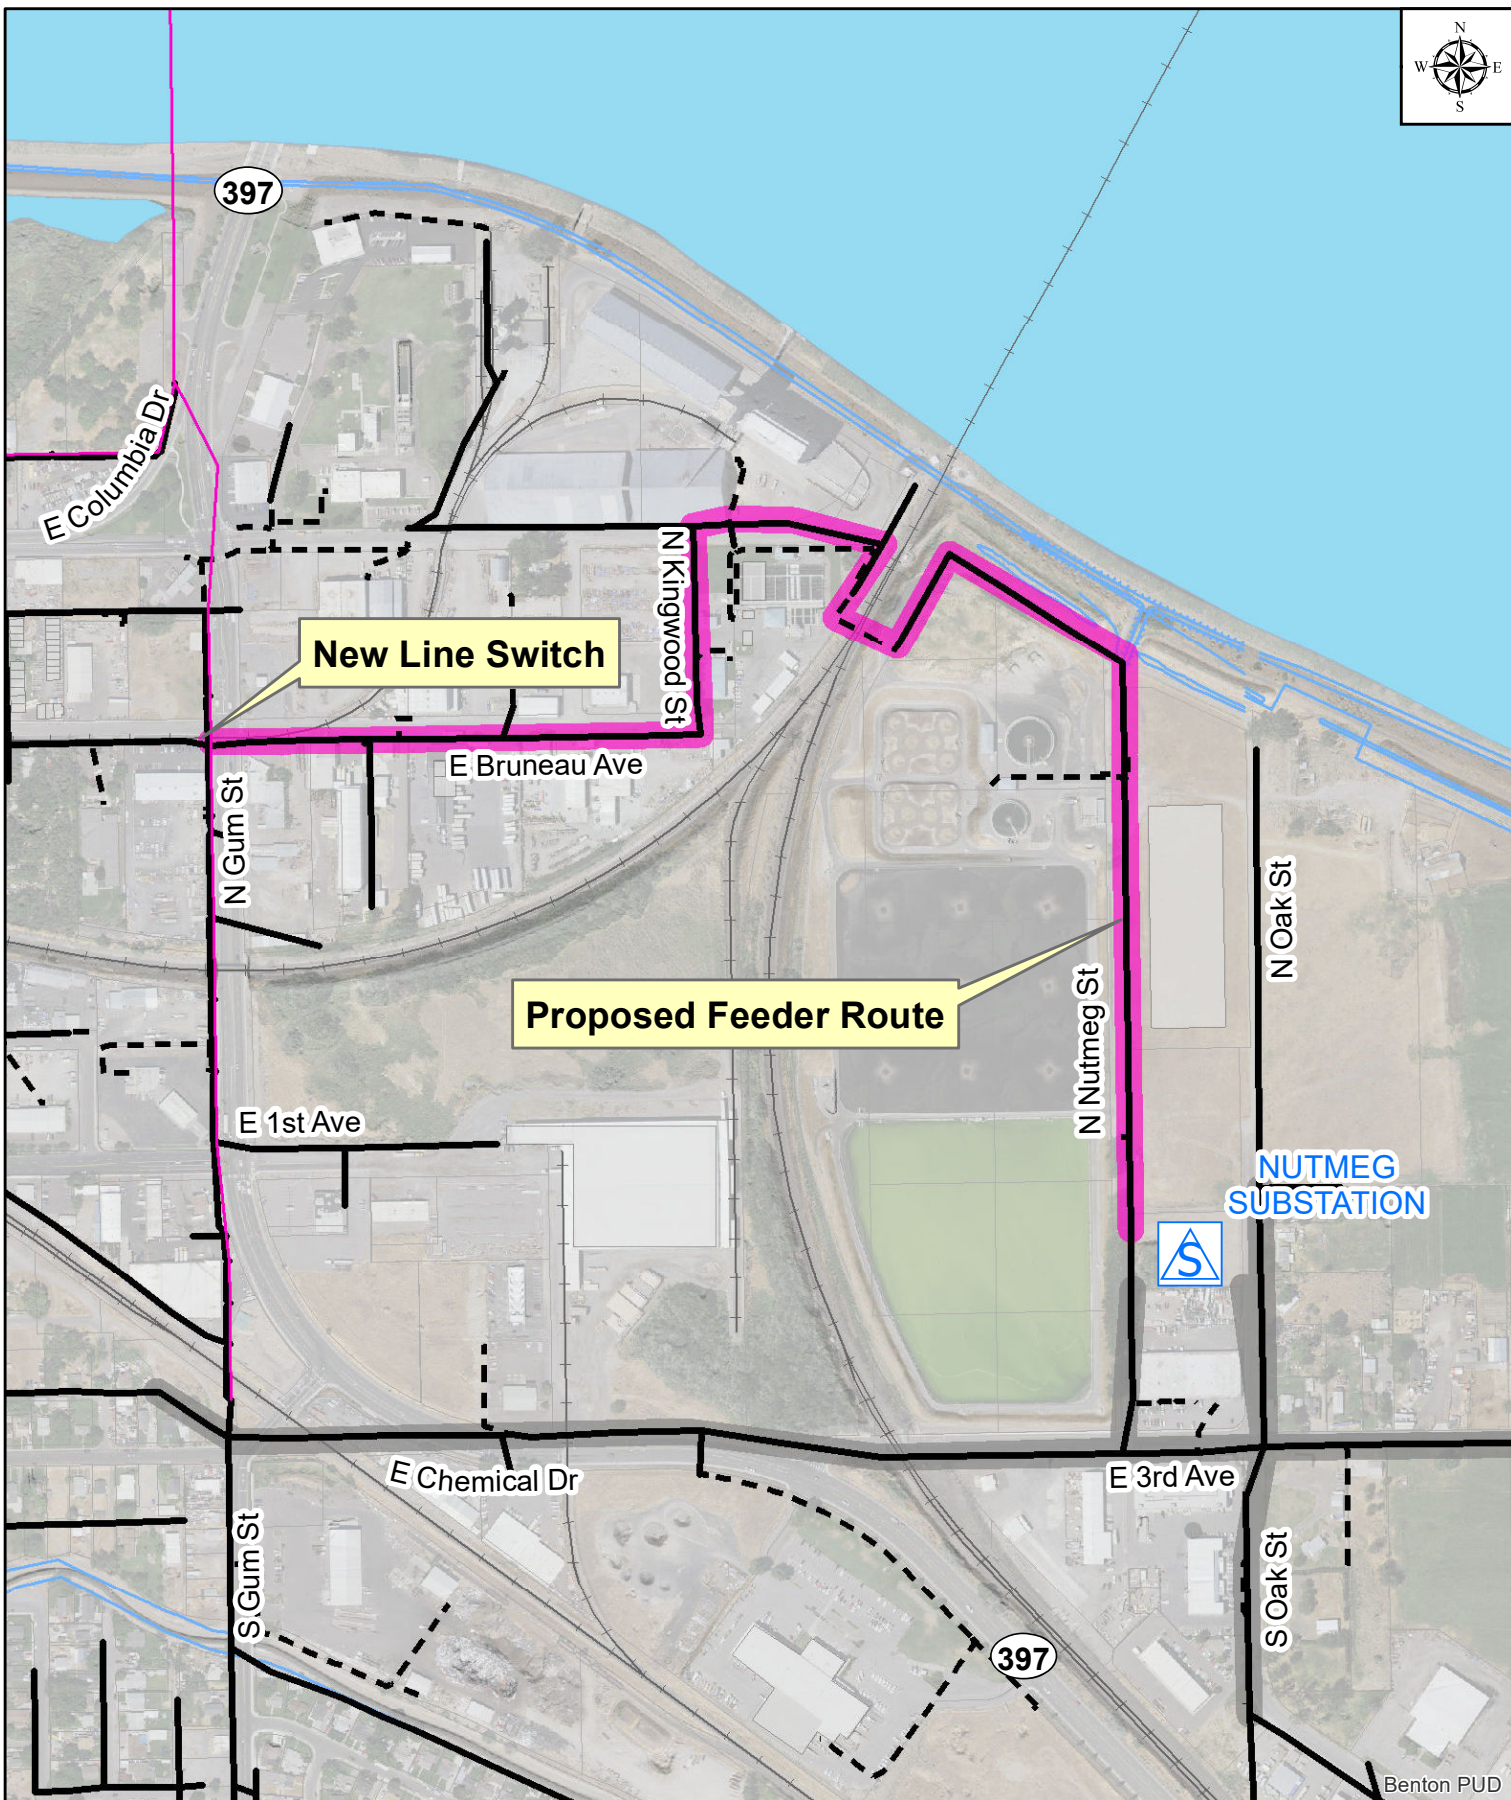 N
W
E
S
397
E Columbia Dr
N Kingwood St
New Line Switch
E Bruneau Ave
N Gum St
N Oak St
Proposed Feeder Route
N Nutmeg St
E 1st Ave
NUTMEG
SUBSTATION
S
E Chemical Dr
E 3rd Ave
S Gum St
S Oak St
397
Benton PUD